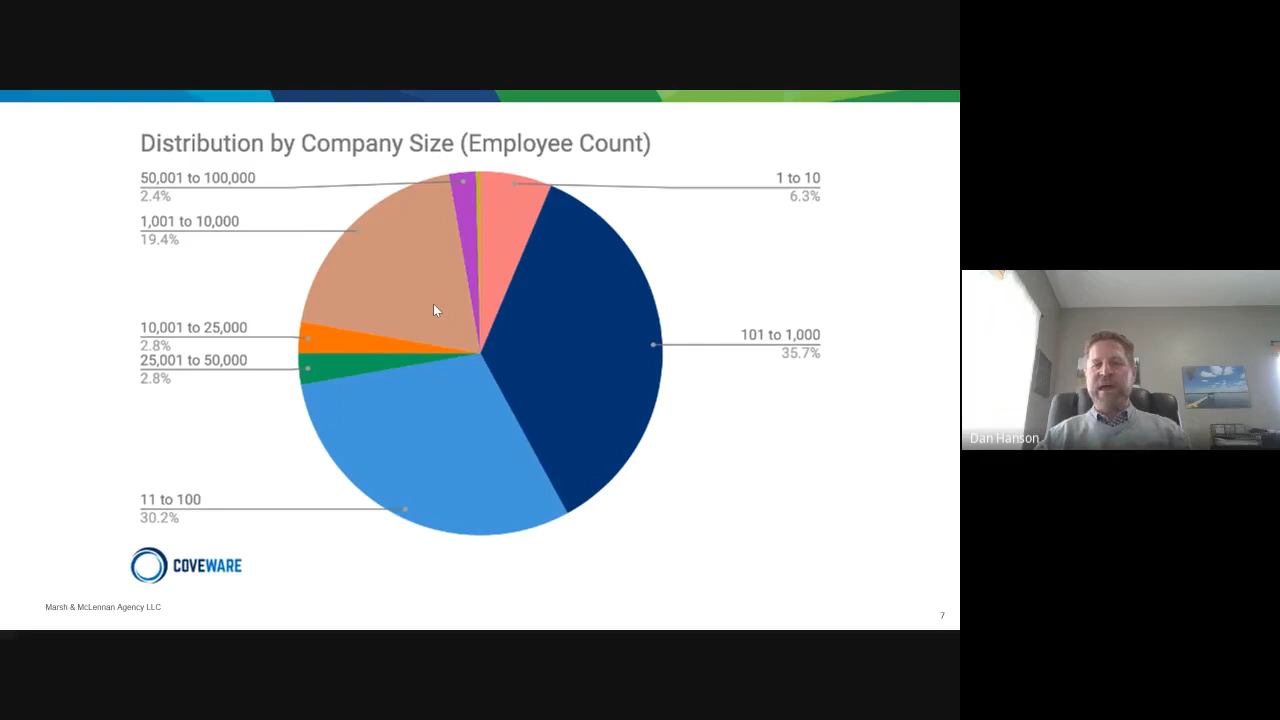 Distribution by Company Size (Employee Count)
50,001 to 100,000
2.4%
1,001 to 10,000
19.4%
10,001 to 25,000
2.8%
25,001 to 50,000
2.8%
11 to 100
30.2%
1 to 10
6.3%
101 to 1,000
35.7%
COVEWARE
Marsh & McLennan Agency LLC
7
Dan Hanson